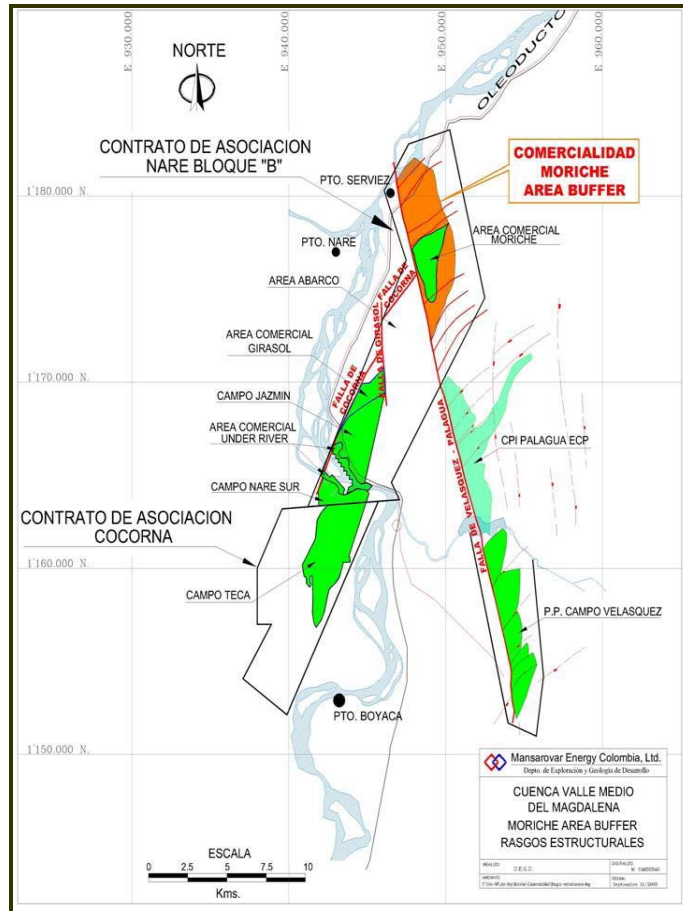 E 930.000
E 940.000
E 950.000
E 960.000
NORTE
OLEODUCTO
CONTRATO DE ASOCIACION
NARE BLOQUE "B"
COMERCIALIDAD
MORICHE
AREA BUFFER
PTO. SERVIEZ
1'180.000 N.
AREA COMERCIAL
MORICHE
PTO. NARE
AREA ABARCO
FALLA DE
COCORNA
AREA COMERCIAL
GIRASOL
FALLA DE GIRASOL
FALLA DE
COCORNA
1'170.000 N.
CAMPO JAZMIN
AREA COMERCIAL
UNDER RIVER
CPI PALAGUA ECP
CAMPO NARE SUR
CONTRATO DE ASOCIACION
COCORNA
FALLA DE VELASQUEZ - PALAGUA
1'160.000 N.
CAMPO TECA
P.P. CAMPO VELASQUEZ
PTO. BOYACA
1'150.000 N.
Mansarovar Energy Colombia, Ltd.
Depto. de Exploración y Geología de Desarrollo
CUENCA VALLE MEDIO
DEL MAGDALENA
MORICHE AREA BUFFER
RASGOS ESTRUCTURALES
ESCALA
0 2.5 5 7.5 10
Kms.